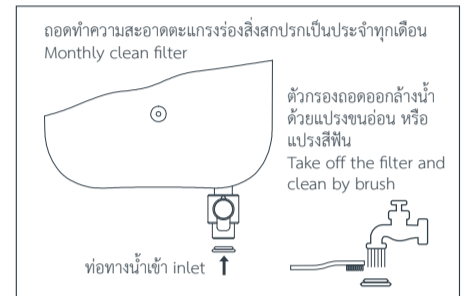 ถอดทำความสะอาดตะแกรงร่องสิ่งสกปรกเป็นประจำทุกเดือน
Monthly clean filter
ตัวกรองถอดออกล้างน้ำ
ด้วยแปรงขนอ่อน หรือ
แปรงสีฟัน
Take off the filter and
clean by brush
ท่อทางน้ำเข้า inlet